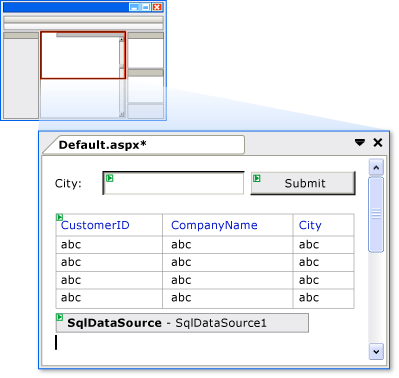 Default.aspx*
City: Submit
CustomerID CompanyName City
abc abc abc
abc abc abc
abc abc abc
abc abc abc
SqlDataSource - SqlDataSource1